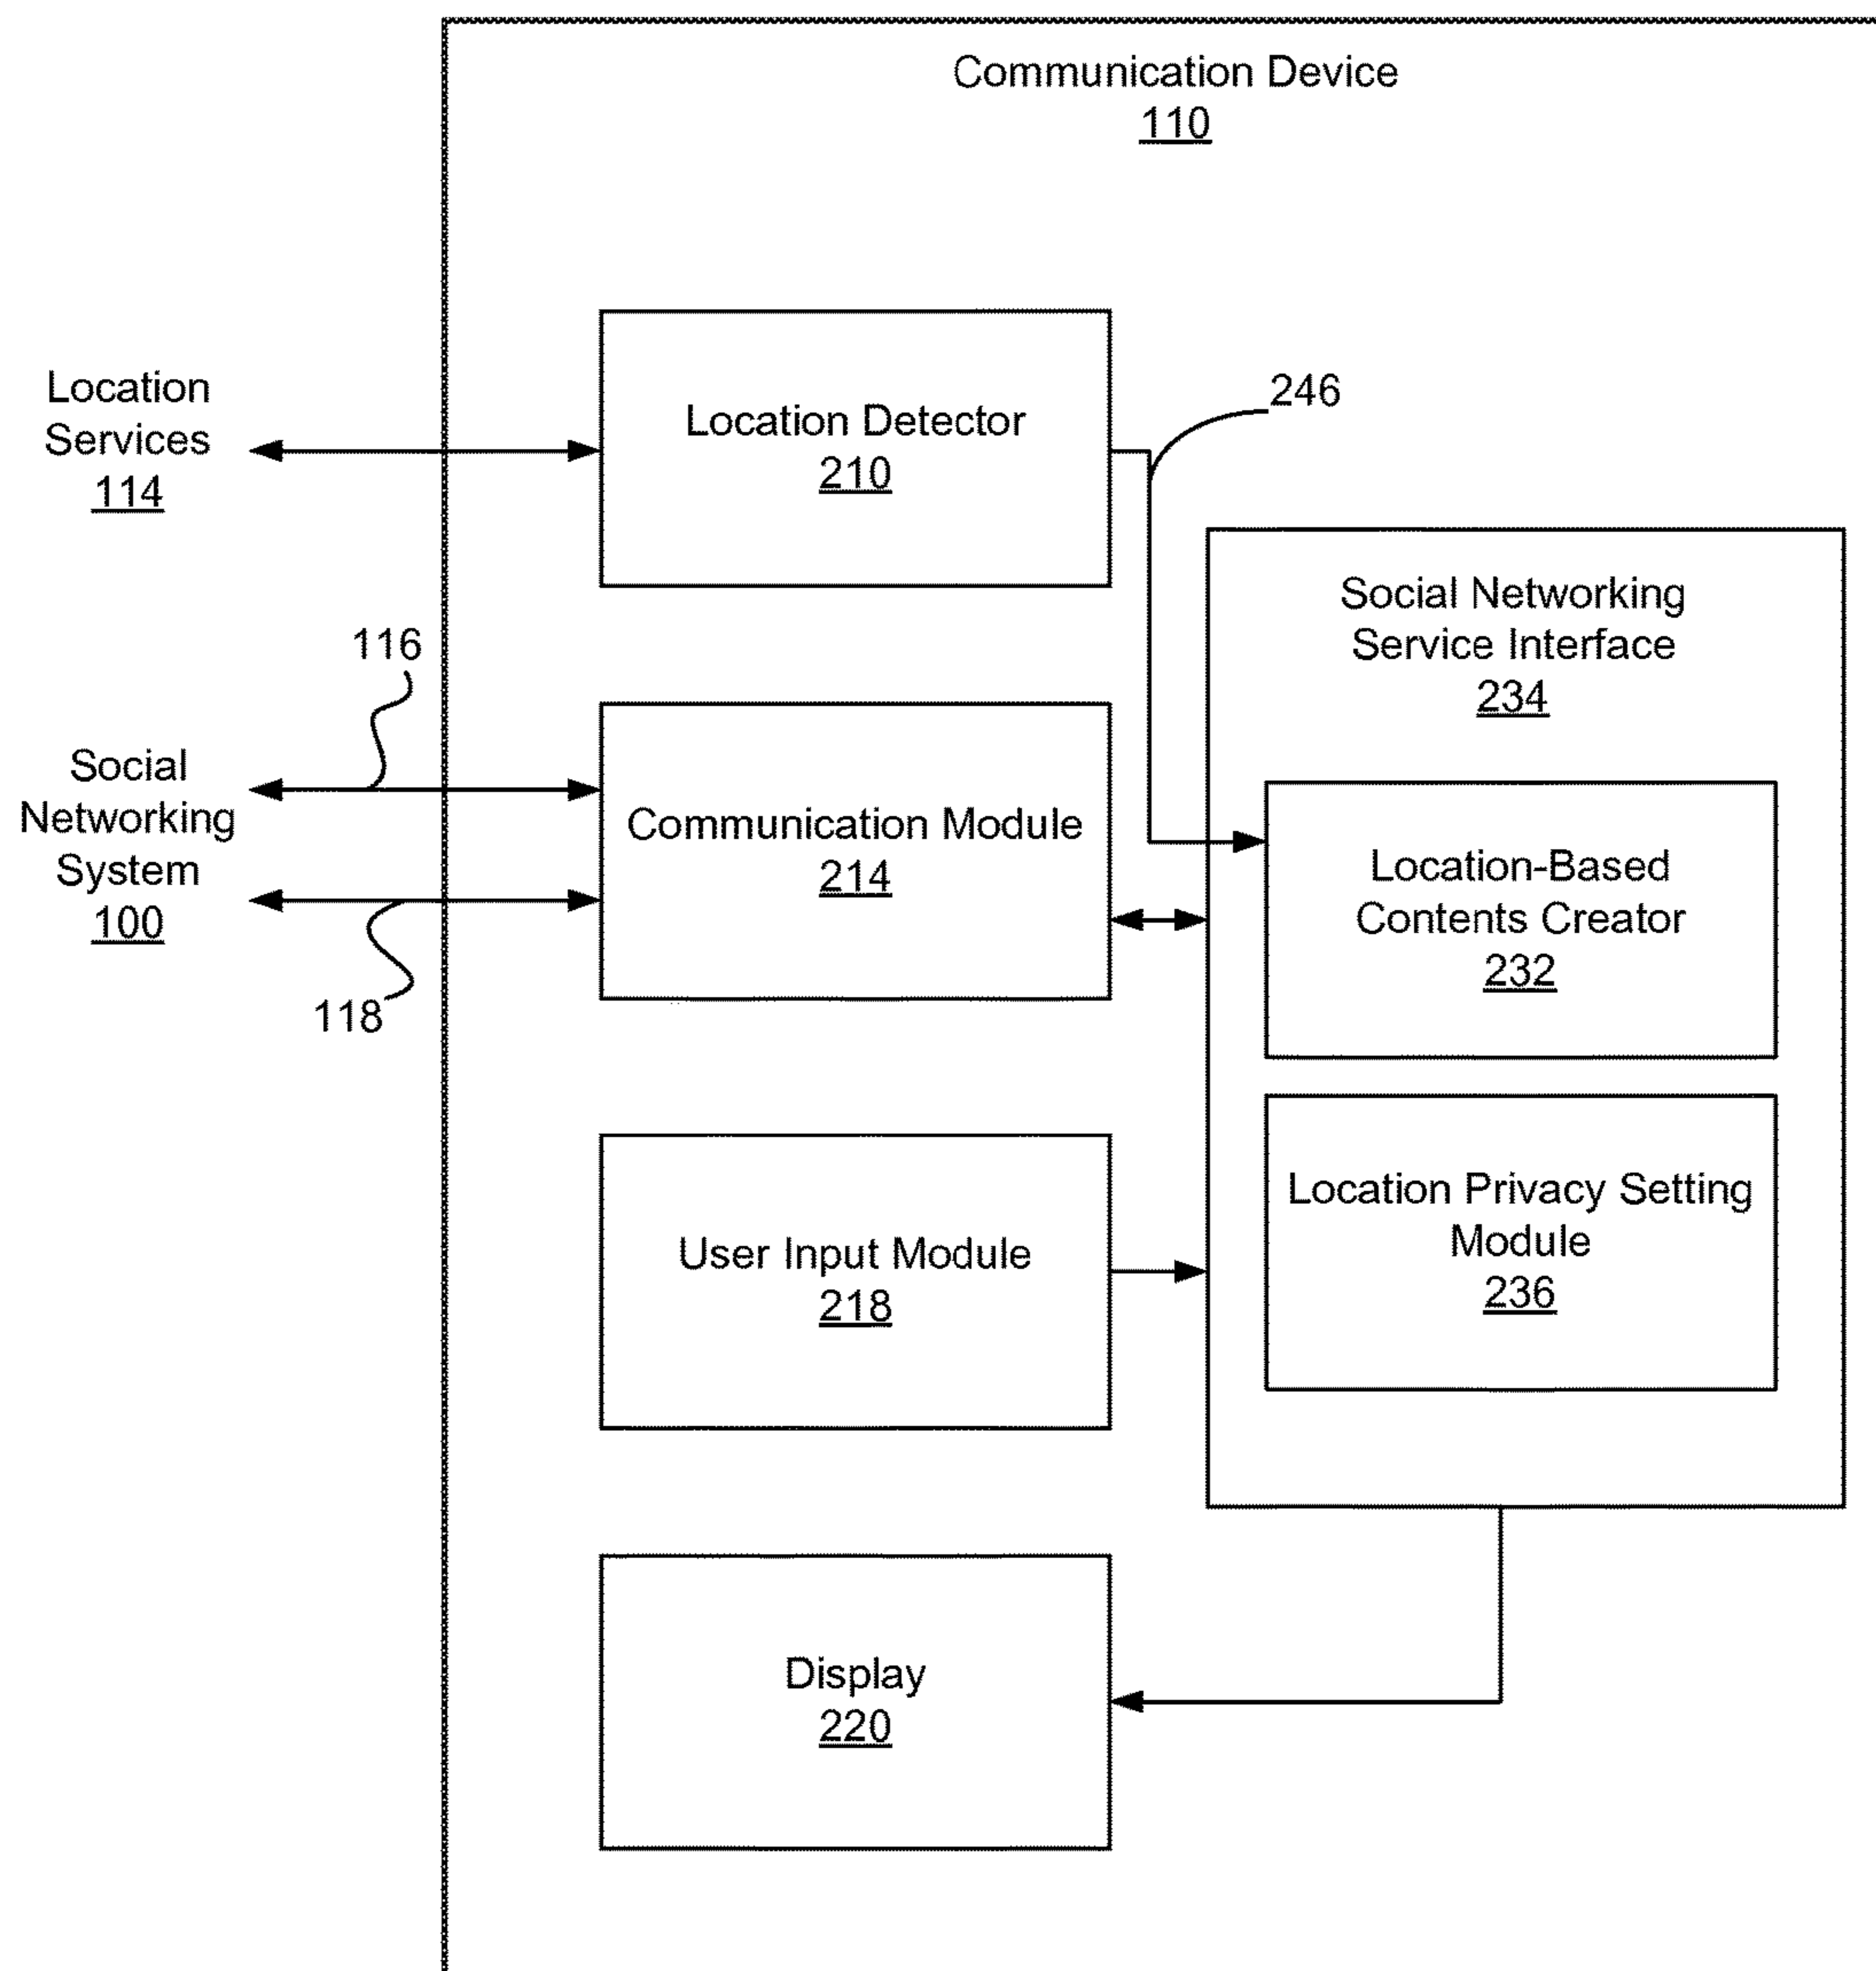 Communication Device
110
Location
Services
114
Location Detector
210
246
Social Networking
Service Interface
234
116
Social
Networking
System
100
118
Communication Module
214
Location-Based
Contents Creator
232
Location Privacy Setting
Module
236
User Input Module
218
Display
220